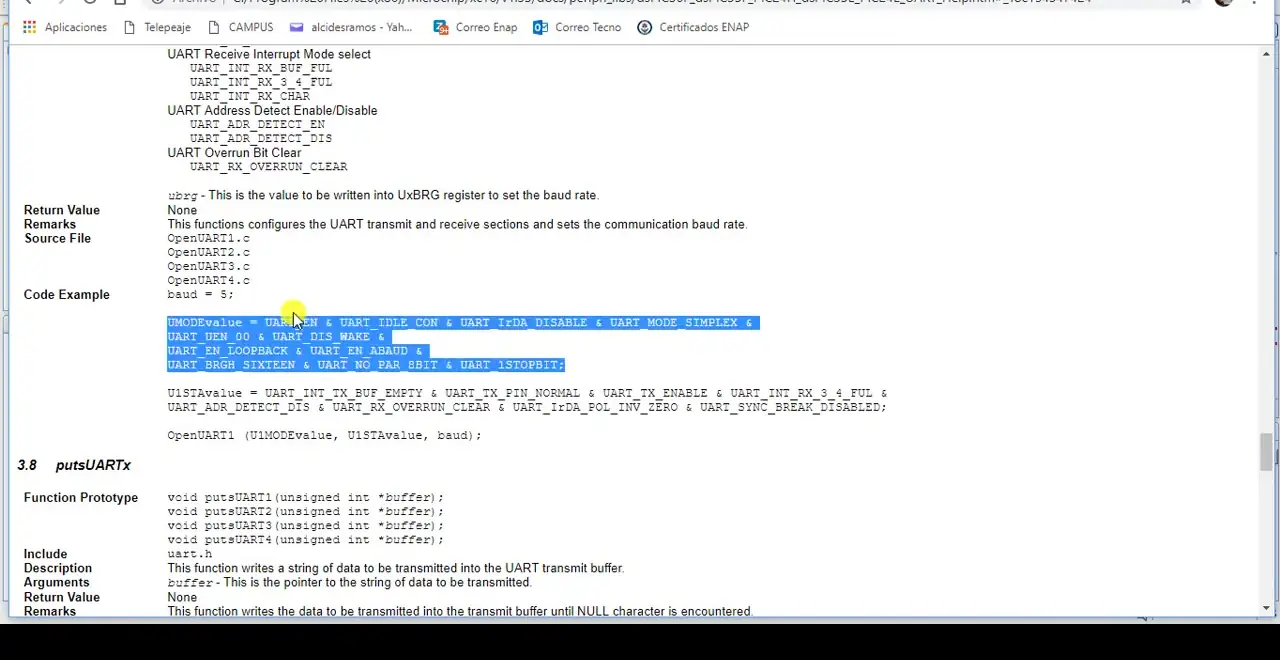 Aplicaciones Telepeaje CAMPUS alcidesramos - Yah... Correo Enap Correo Tecno Certificados ENAP
UART Receive Interrupt Mode select
UART_INT_RX_BUF_FUL
UART_INT_RX_3_4_FUL
UART_INT_RX_CHAR
UART Address Detect Enable/Disable
UART_ADR_DETECT_EN
UART_ADR_DETECT_DIS
UART Overrun Bit Clear
UART_RX_OVERRUN_CLEAR
ubrg - This is the value to be written into UxBRG register to set the baud rate.
Return Value None
Remarks This functions configures the UART transmit and receive sections and sets the communication baud rate.
Source File OpenUART1.c
OpenUART2.c
OpenUART3.c
OpenUART4.c
Code Example baud = 5;
UMODEvalue = UART_EN & UART_IDLE_CON & UART_IrDA_DISABLE & UART_MODE_SIMPLEX &
UART_UEN_00 & UART_DIS_WAKE &
UART_EN_LOOPBACK & UART_EN_ABAUD &
UART_BRGH_SIXTEEN & UART_NO_PAR_8BIT & UART_1STOPBIT;
U1STAvalue = UART_INT_TX_BUF_EMPTY & UART_TX_PIN_NORMAL & UART_TX_ENABLE & UART_INT_RX_3_4_FUL &
UART_ADR_DETECT_DIS & UART_RX_OVERRUN_CLEAR & UART_IrDA_POL_INV_ZERO & UART_SYNC_BREAK_DISABLED;
OpenUART1 (U1MODEvalue, U1STAvalue, baud);
3.8 putsUARTx
Function Prototype void putsUART1(unsigned int *buffer);
void putsUART2(unsigned int *buffer);
void putsUART3(unsigned int *buffer);
void putsUART4(unsigned int *buffer);
Include uart.h
Description This function writes a string of data to be transmitted into the UART transmit buffer.
Arguments buffer - This is the pointer to the string of data to be transmitted.
Return Value None
Remarks This function writes the data to be transmitted into the transmit buffer until NULL character is encountered.